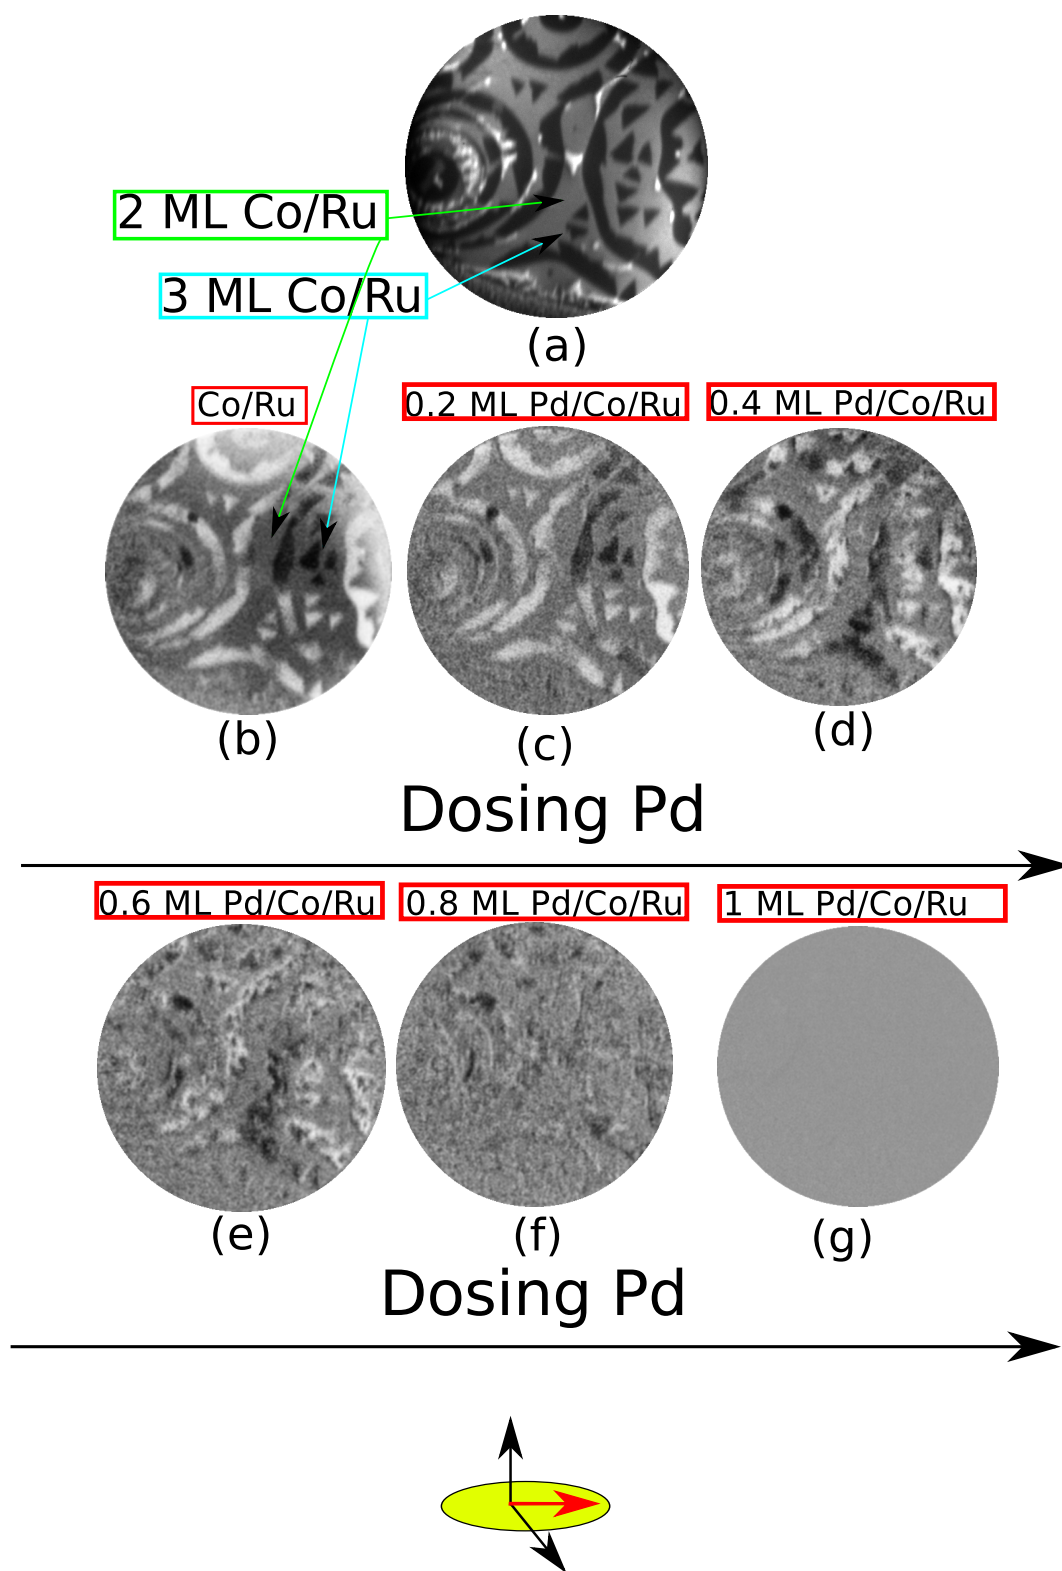 2 ML Co/Ru
3 ML Co/Ru
(a)
Co/Ru
0.2 ML Pd/Co/Ru
0.4 ML Pd/Co/Ru
(b)
(c)
(d)
Dosing Pd
0.6 ML Pd/Co/Ru
0.8 ML Pd/Co/Ru
1 ML Pd/Co/Ru
(e)
(f)
(g)
Dosing Pd